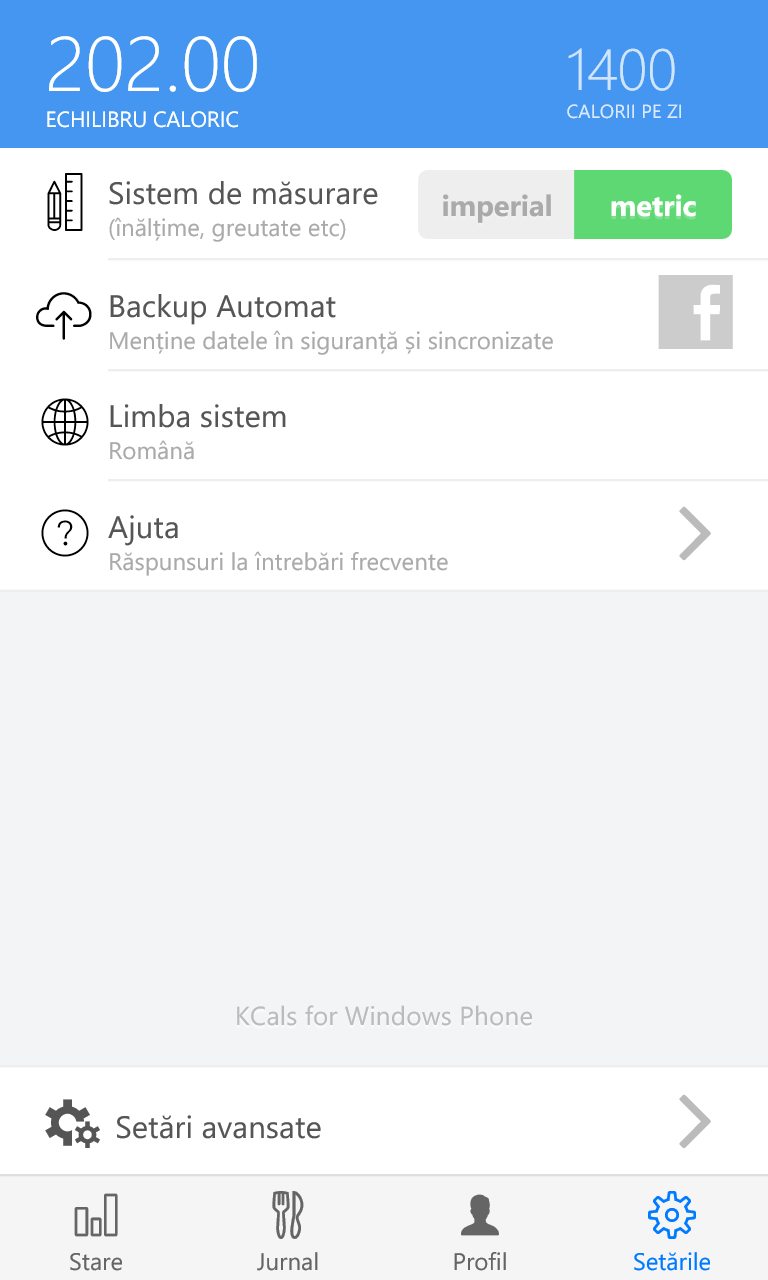 202.00
ECHILIBRU CALORIC
1400
CALORII PE ZI
Sistem de măsurare
(înălțime, greutate etc)
imperial
metric
Backup Automat
Menține datele în siguranță și sincronizate
f
Limba sistem
Română
?
Ajuta
Răspunsuri la întrebări frecvente
KCals for Windows Phone
Setări avansate
Stare
Jurnal
Profil
Setările